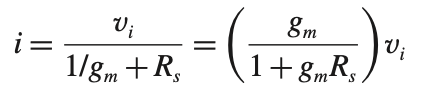 i = v_i / (1/g_m + R_s) = ( g_m / (1 + g_m R_s) ) v_i